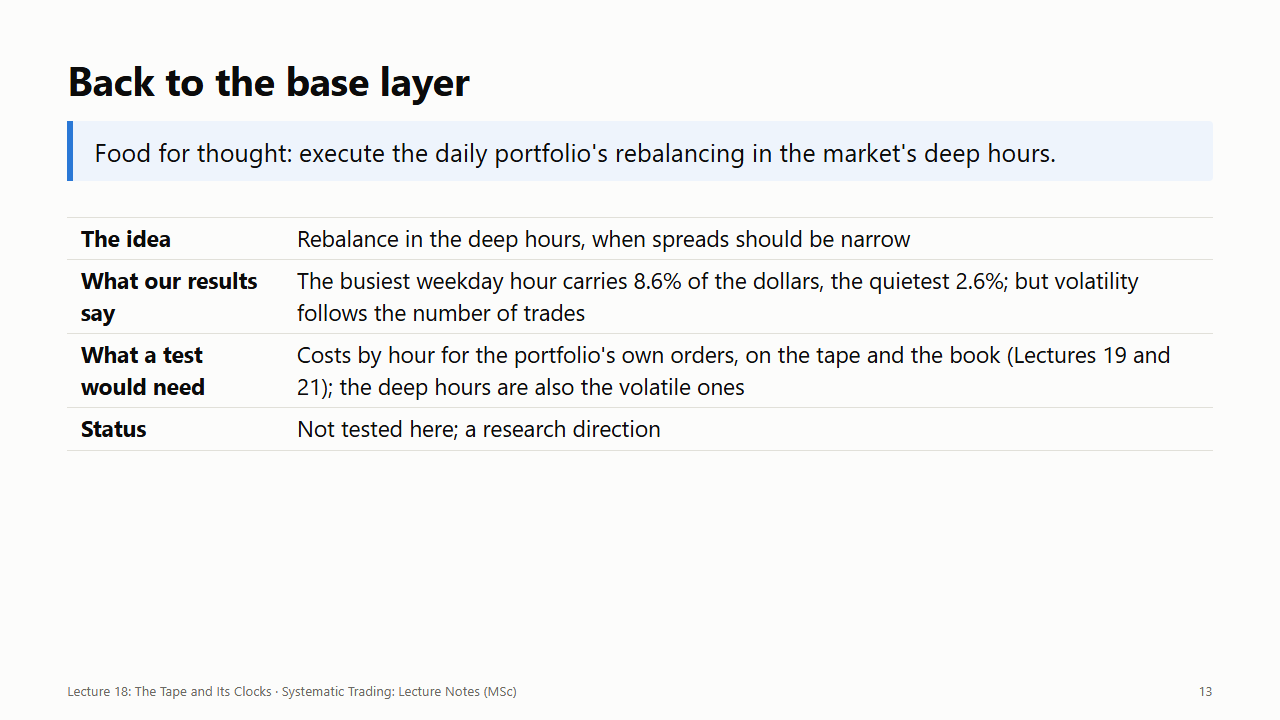 Back to the base layer
Food for thought: execute the daily portfolio's rebalancing in the market's deep hours.
The idea
Rebalance in the deep hours, when spreads should be narrow
What our results
say
The busiest weekday hour carries 8.6% of the dollars, the quietest 2.6%; but volatility
follows the number of trades
What a test
would need
Costs by hour for the portfolio's own orders, on the tape and the book (Lectures 19 and
21); the deep hours are also the volatile ones
Status
Not tested here; a research direction
Lecture 18: The Tape and Its Clocks · Systematic Trading: Lecture Notes (MSc)
13